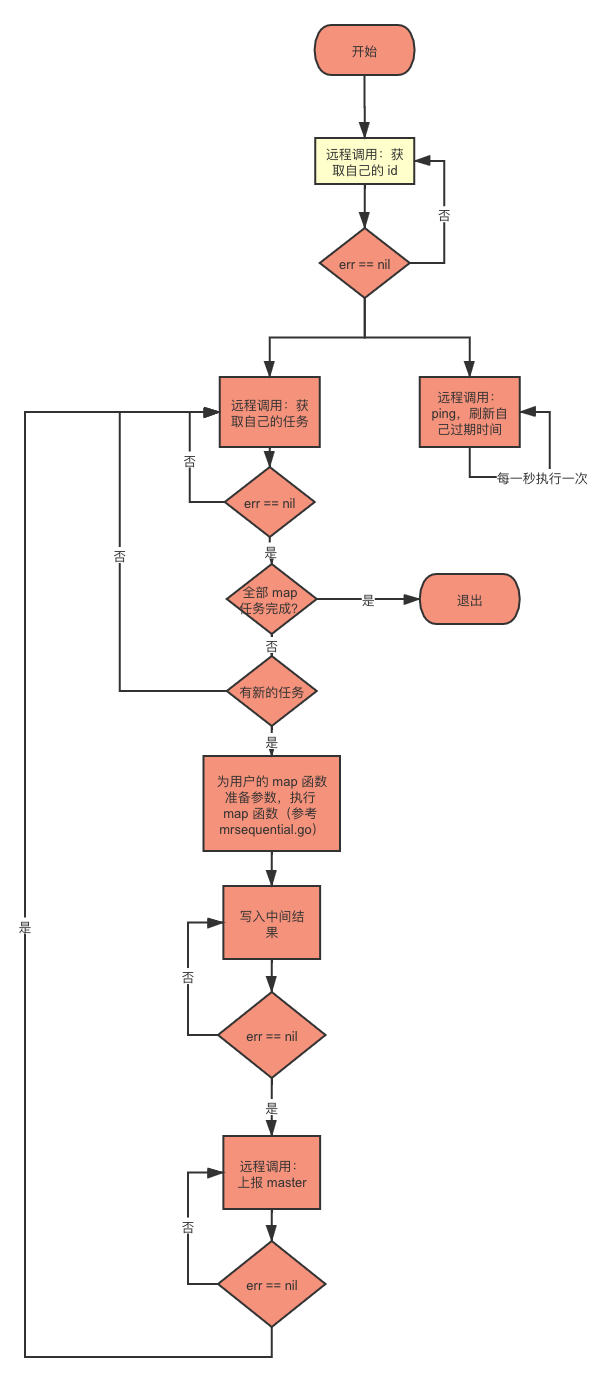 开始
远程调用：获
取自己的 id
否
err == nil
远程调用：获
取自己的任务
远程调用：
ping，刷新自
己过期时间
否
每一秒执行一次
err == nil
是
否
全部 map
任务完成?
是
退出
否
有新的任务
是
为用户的 map 函数
准备参数，执行
map 函数（参考
mrsequential.go）
写入中间结
果
是
否
err == nil
是
远程调用：
上报 master
否
err == nil